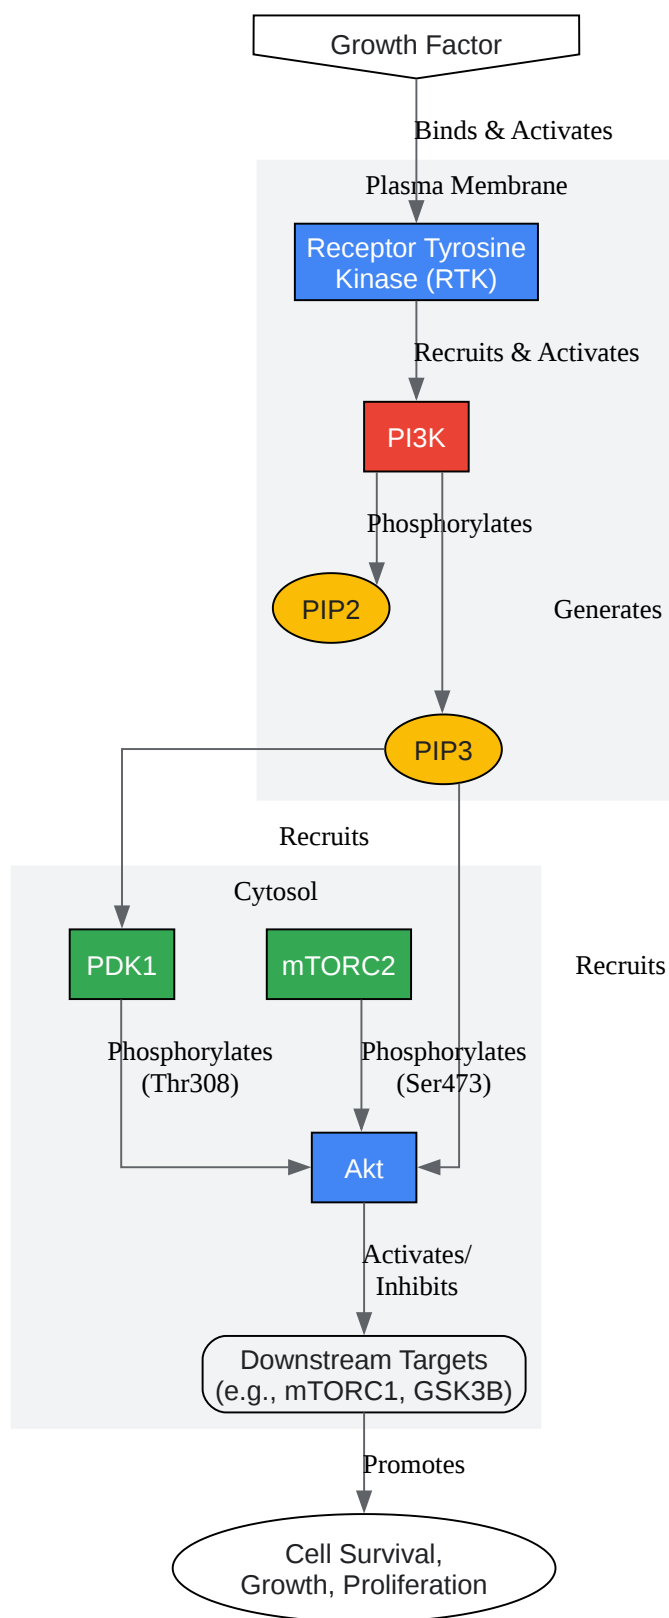 Growth Factor
Binds & Activates
Plasma Membrane
Receptor Tyrosine
Kinase (RTK)
Recruits & Activates
PI3K
Phosphorylates
PIP2
Generates
PIP3
Recruits
Cytosol
PDK1
mTORC2
Recruits
Phosphorylates
(Thr308)
Phosphorylates
(Ser473)
Akt
Activates/
Inhibits
Downstream Targets
(e.g., mTORC1, GSK3B)
Promotes
Cell Survival,
Growth, Proliferation